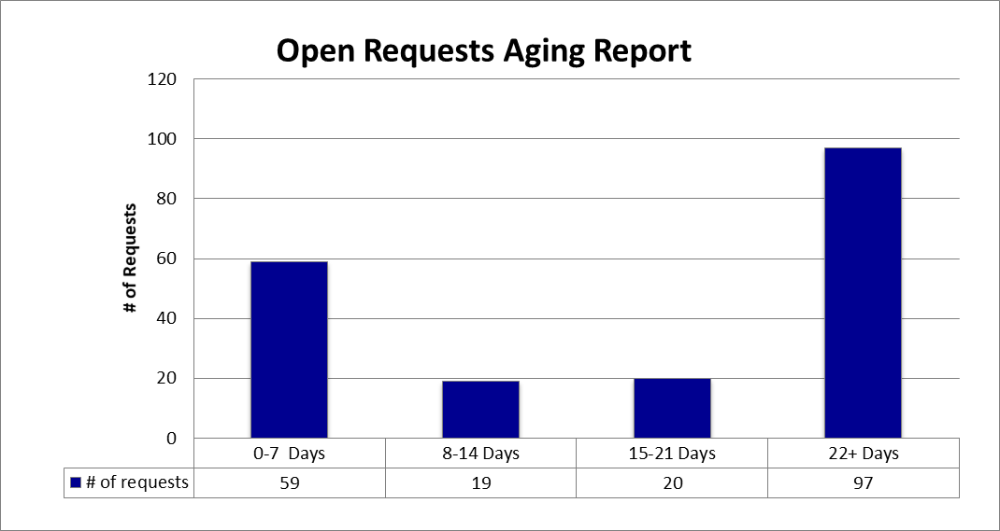 Open Requests Aging Report
120
100
80
60
40
20
0
# of Requests
0-7  Days 8-14 Days 15-21 Days 22+ Days
# of requests 59 19 20 97